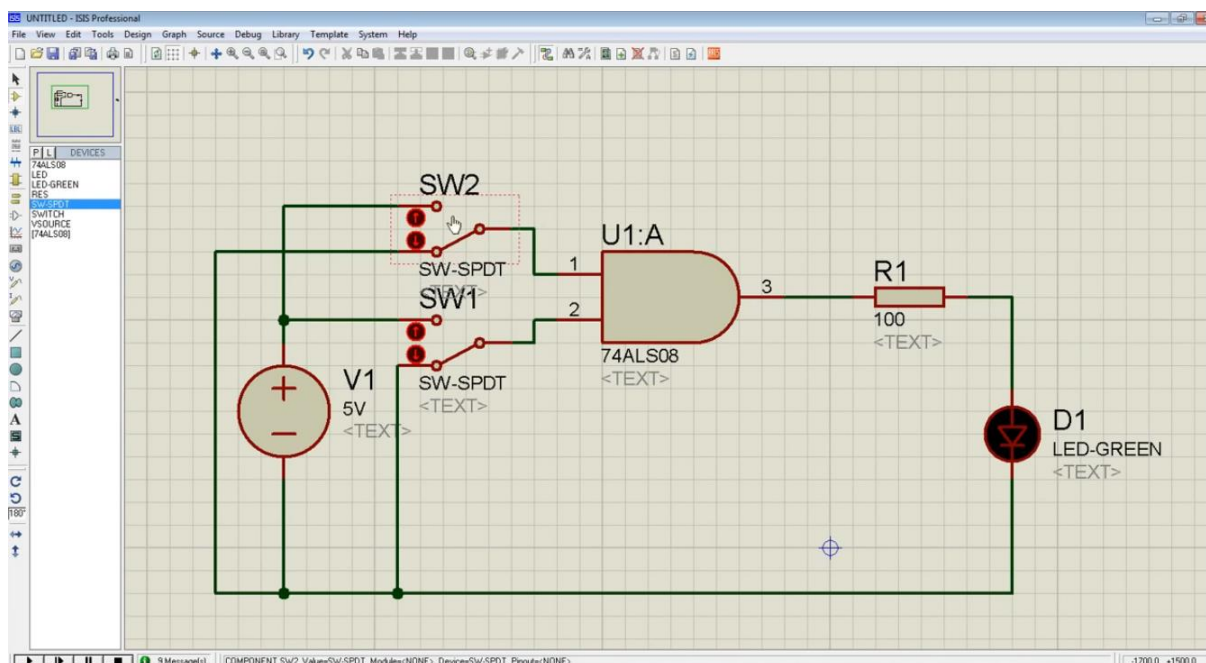 UNTITLED - ISIS Professional
File View Edit Tools Design Graph Source Debug Library Template System Help
P L DEVICES
74ALS08
LED
LED-GREEN
RES
SW-SPDT
SWITCH
VSOURCE
[74ALS08]
LBL
A
S
180°
SW2
SW-SPDT
<TEXT>
SW1
SW-SPDT
<TEXT>
V1
5V
<TEXT>
U1:A
1
2
3
74ALS08
<TEXT>
R1
100
<TEXT>
D1
LED-GREEN
<TEXT>
9 Message(s) COMPONENT SW2, Value=SW-SPDT, Module=<NONE>, Device=SW-SPDT, Pinout=<NONE>
-1700.0 +1500.0